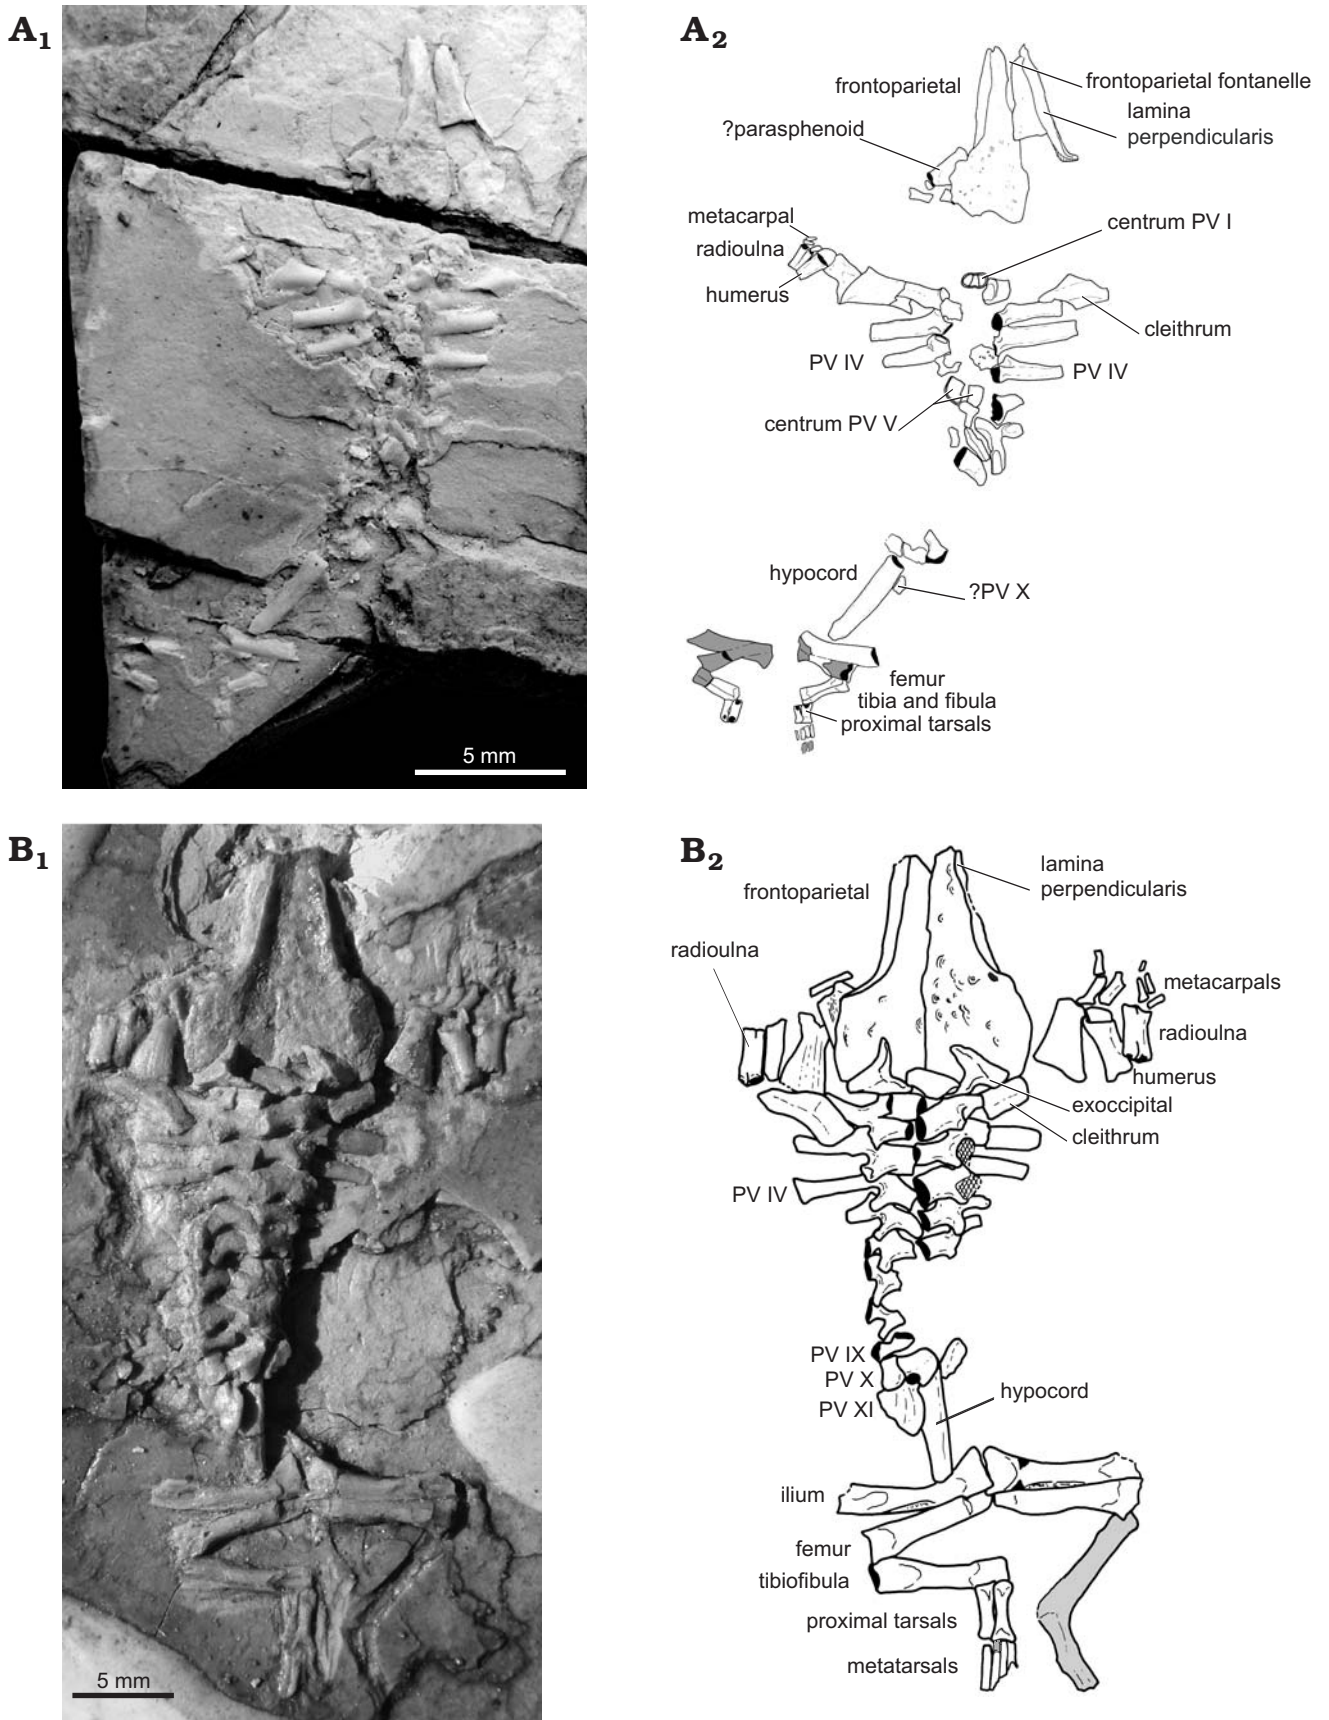 A1
A2
frontoparietal
frontoparietal fontanelle
lamina
perpendicularis
?parasphenoid
metacarpal
radioulna
humerus
centrum PV I
cleithrum
PV IV
PV IV
centrum PV V
hypocord
?PV X
femur
tibia and fibula
proximal tarsals
5 mm
B1
B2
lamina
perpendicularis
frontoparietal
radioulna
metacarpals
radioulna
humerus
exoccipital
cleithrum
PV IV
PV IX
PV X
PV XI
hypocord
ilium
femur
tibiofibula
proximal tarsals
metatarsals
5 mm